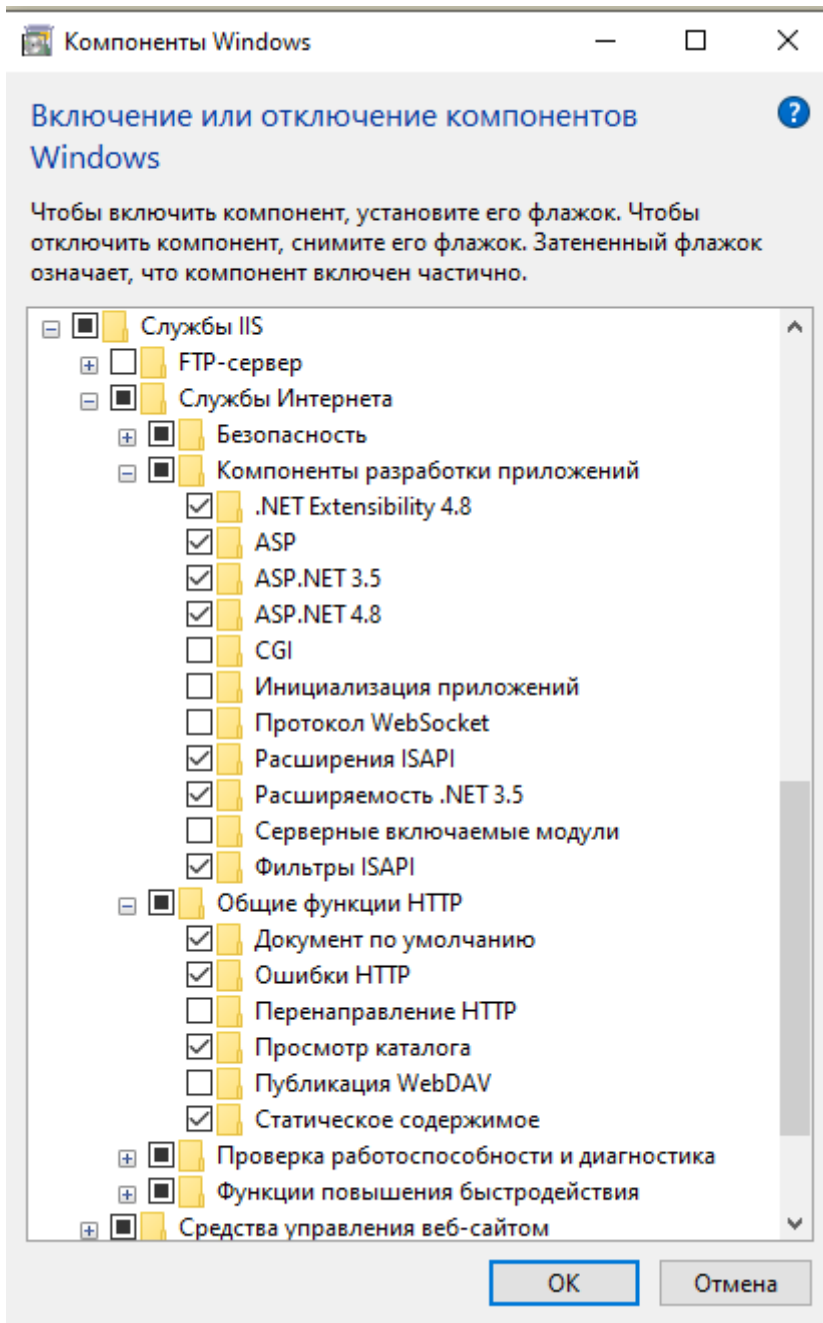 Компоненты Windows
Включение или отключение компонентов
Windows
Чтобы включить компонент, установите его флажок. Чтобы
отключить компонент, снимите его флажок. Затененный флажок
означает, что компонент включен частично.
Службы IIS
FTP-сервер
Службы Интернета
Безопасность
Компоненты разработки приложений
.NET Extensibility 4.8
ASP
ASP.NET 3.5
ASP.NET 4.8
CGI
Инициализация приложений
Протокол WebSocket
Расширения ISAPI
Расширяемость .NET 3.5
Серверные включаемые модули
Фильтры ISAPI
Общие функции HTTP
Документ по умолчанию
Ошибки HTTP
Перенаправление HTTP
Просмотр каталога
Публикация WebDAV
Статическое содержимое
Проверка работоспособности и диагностика
Функции повышения быстродействия
Средства управления веб-сайтом
ОК Отмена